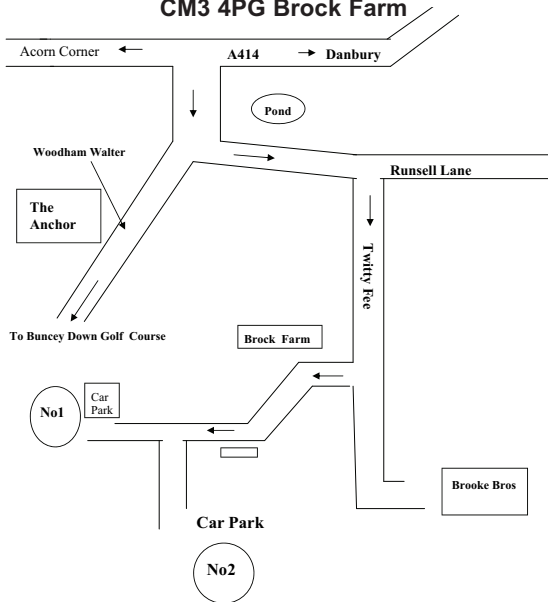 CM3 4PG Brock Farm
Acorn Corner
A414
Danbury
Pond
Woodham Walter
Runsell Lane
The
Anchor
Twitty Fee
To Buncey Down Golf Course
Brock Farm
No1
Car
Park
Brooke Bros
Car Park
No2